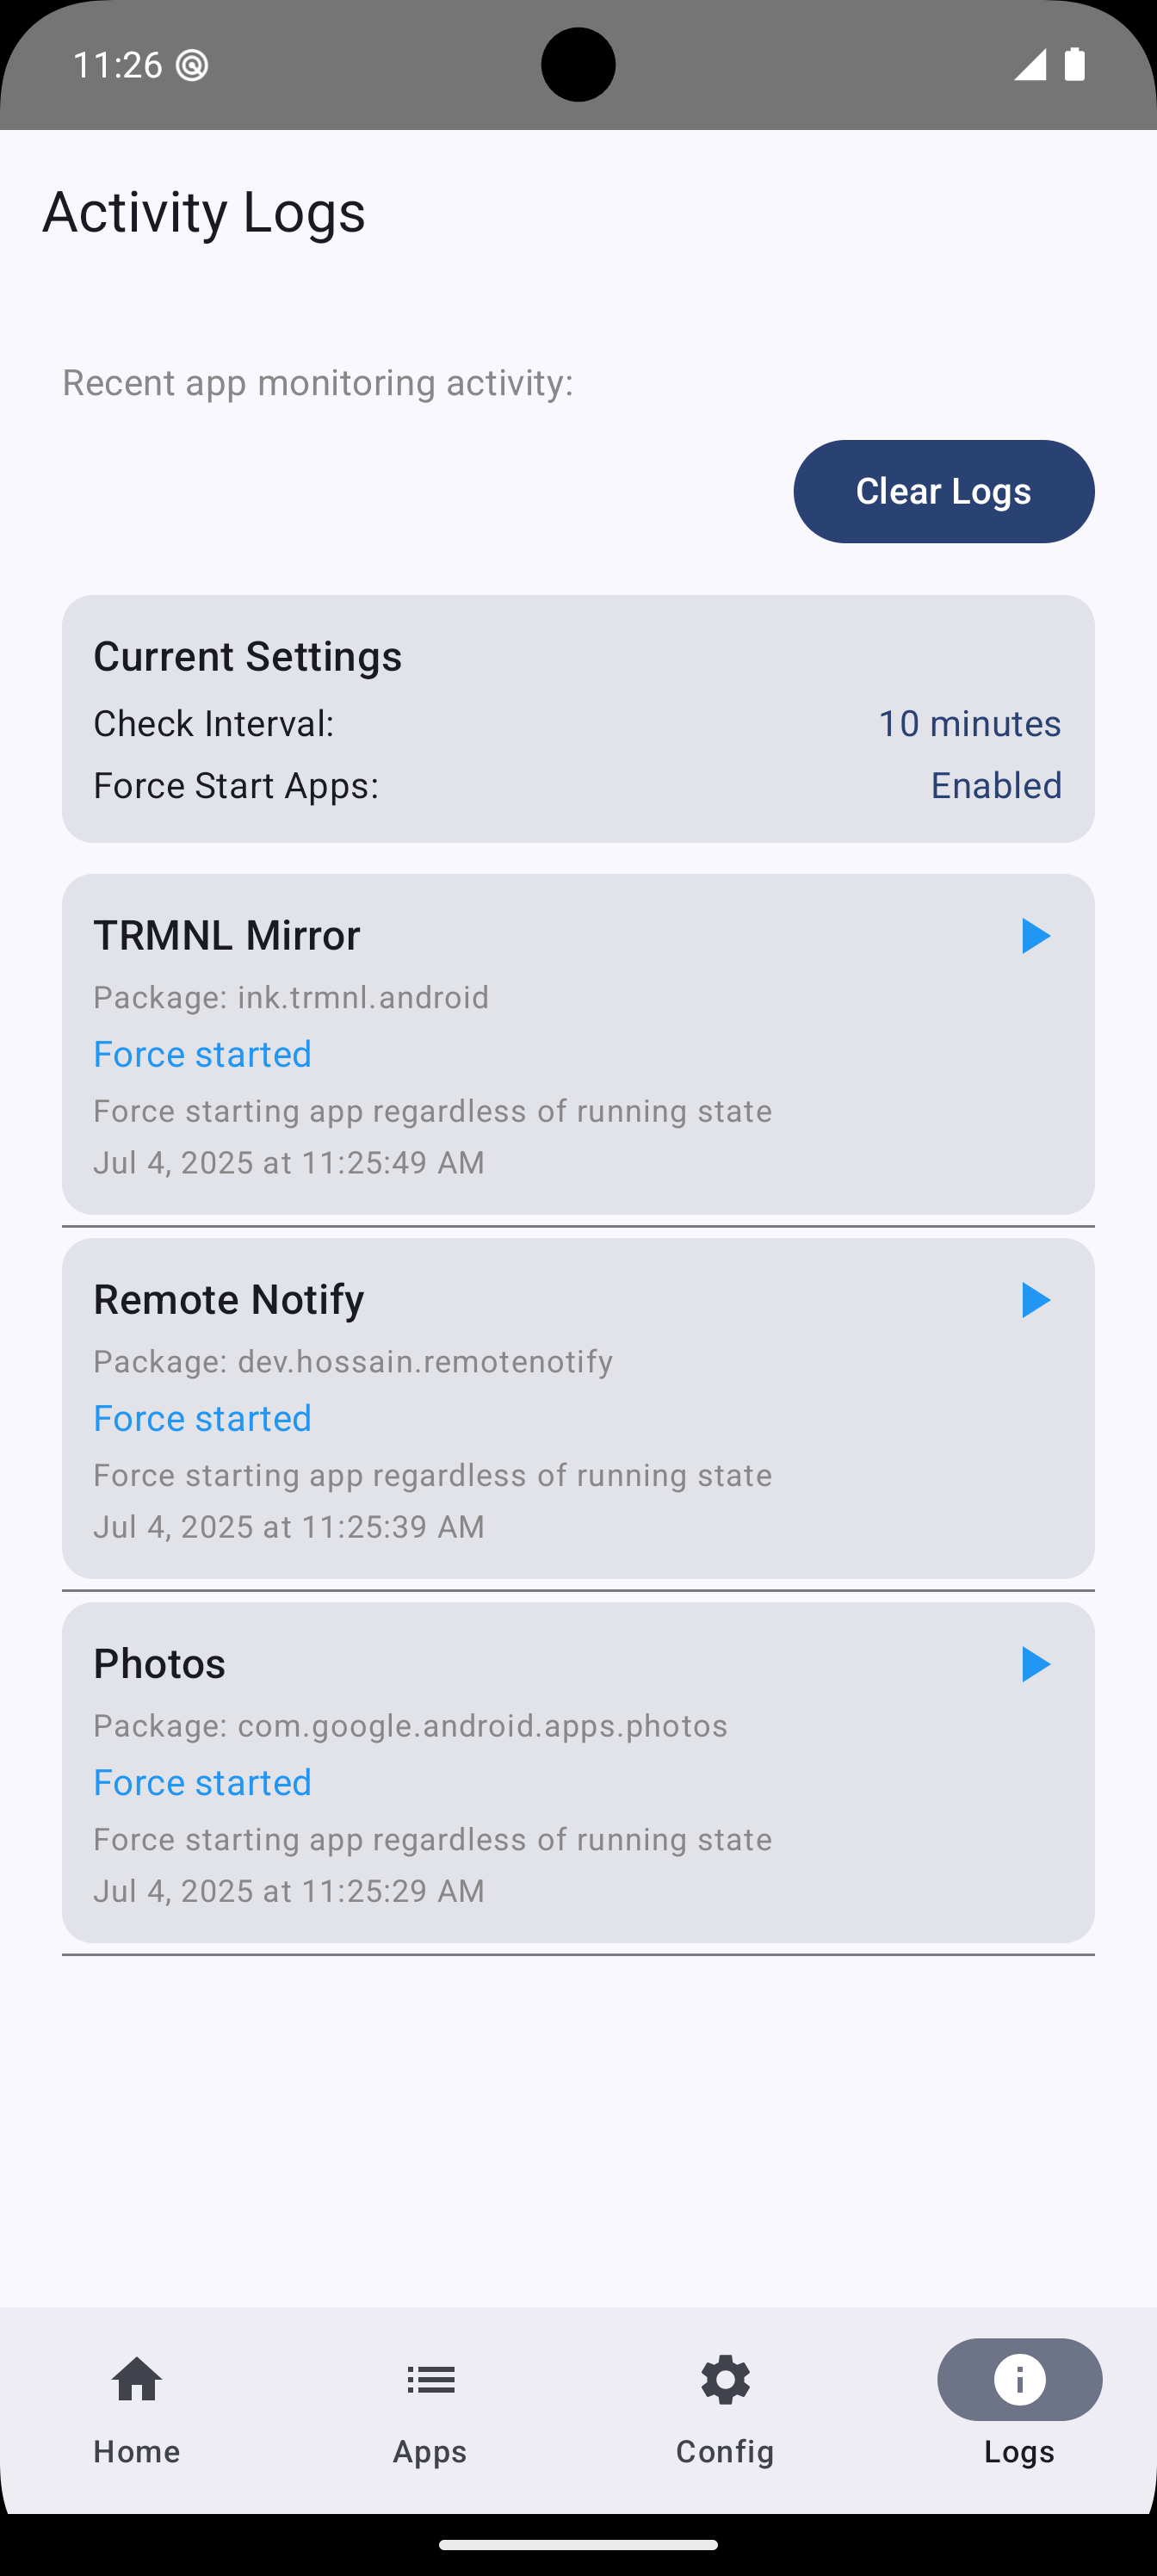 11:26
Activity Logs
Recent app monitoring activity:
Clear Logs
Current Settings
Check Interval: 10 minutes
Force Start Apps: Enabled
TRMNL Mirror
Package: ink.trmnl.android
Force started
Force starting app regardless of running state
Jul 4, 2025 at 11:25:49 AM
Remote Notify
Package: dev.hossain.remotenotify
Force started
Force starting app regardless of running state
Jul 4, 2025 at 11:25:39 AM
Photos
Package: com.google.android.apps.photos
Force started
Force starting app regardless of running state
Jul 4, 2025 at 11:25:29 AM
Home Apps Config Logs